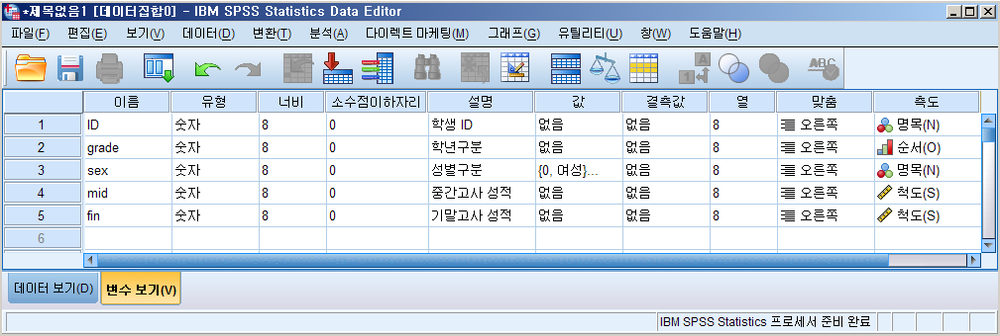 *제목없음1 [데이터집합0] - IBM SPSS Statistics Data Editor
파일(F) 편집(E) 보기(V) 데이터(D) 변환(T) 분석(A) 다이렉트 마케팅(M) 그래프(G) 유틸리티(U) 창(W) 도움말(H)
1 A
A ABC
이름 유형 너비 소수점이하자리 설명 값 결측값 열 맞춤 측도
1 ID 숫자 8 0 학생 ID 없음 없음 8 오른쪽 명목(N)
2 grade 숫자 8 0 학년구분 없음 없음 8 오른쪽 순서(O)
3 sex 숫자 8 0 성별구분 {0, 여성}... 없음 8 오른쪽 명목(N)
4 mid 숫자 8 0 중간고사 성적 없음 없음 8 오른쪽 척도(S)
5 fin 숫자 8 0 기말고사 성적 없음 없음 8 오른쪽 척도(S)
6
데이터 보기(D) 변수 보기(V)
IBM SPSS Statistics 프로세서 준비 완료